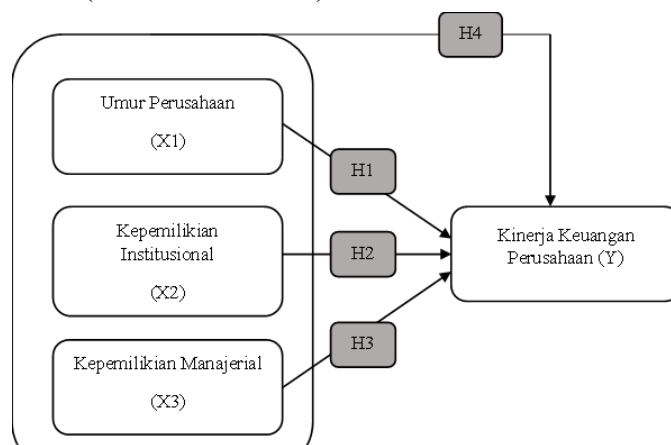 H4
Umur Perusahaan
(X1)
H1
Kepemilikian
Institusional
(X2)
H2
Kinerja Keuangan
Perusahaan (Y)
H3
Kepemilikian Manajerial
(X3)